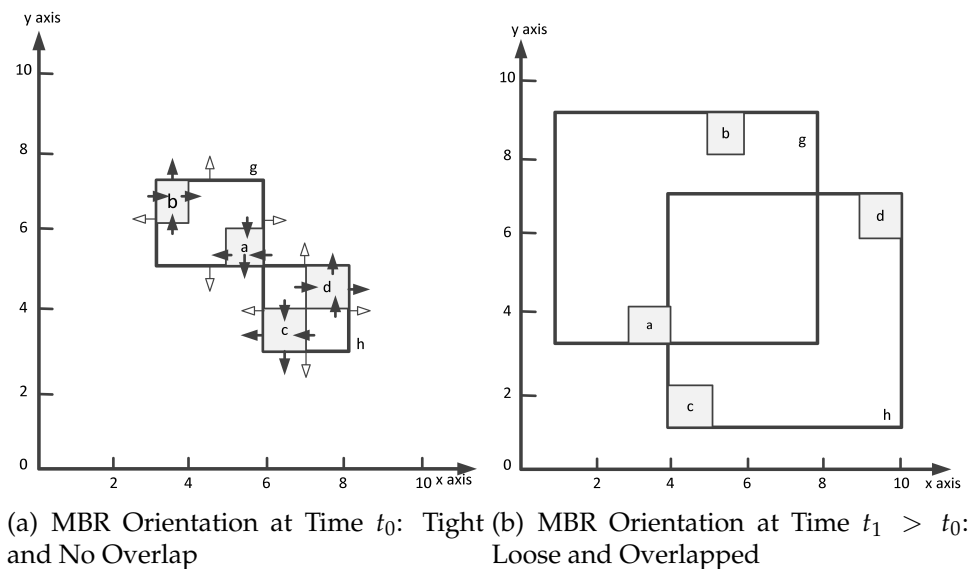 y axis
10
8
6
4
2
0
2
4
6
8
10
x axis
g
b
a
d
c
h
y axis
10
8
6
4
2
0
2
4
6
8
10
x axis
b
g
d
a
c
h
(a) MBR Orientation at Time t₀: Tight and No Overlap
(b) MBR Orientation at Time t₁ > t₀: Loose and Overlapped